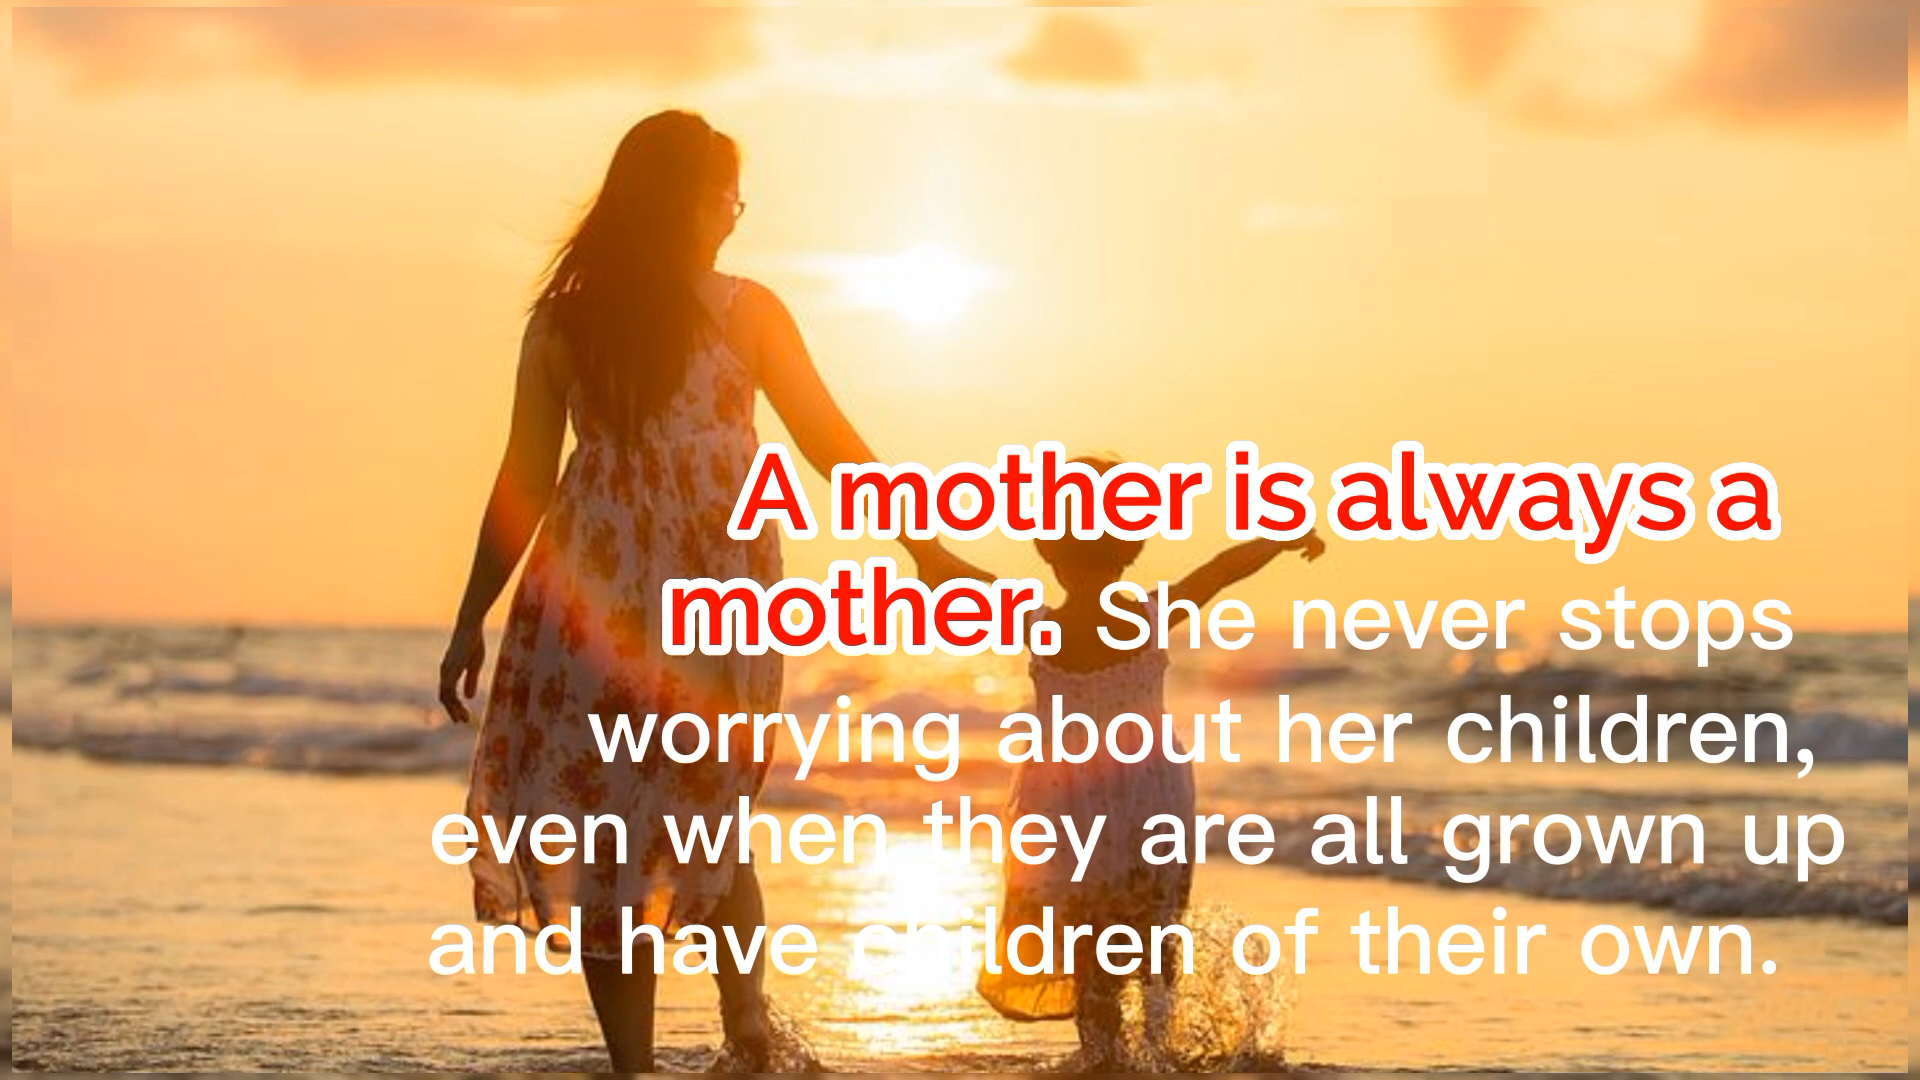 A mother is always a
mother. She never stops
worrying about her children,
even when they are all grown up
and have children of their own.